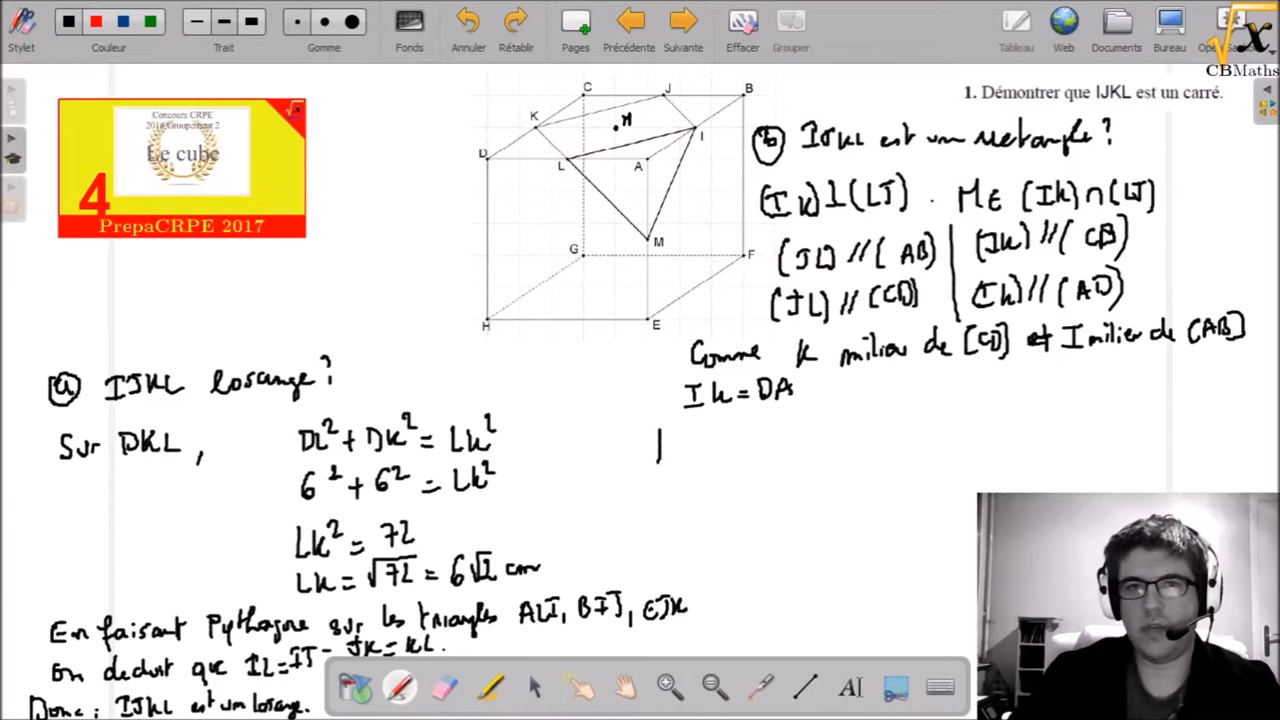 Stylet Couleur Trait Gomme Fonds Annuler Rétablir Pages Précédente Suivante Effacer Grouper Tableau Web Documents Bureau
x
CBMaths
Concours CRPE
Groupement 2
Le cube
4
PrepaCRPE 2017
C J B
K M I
D L A
M
G F
H E
1. Démontrer que IJKL est un carré.
(b) IJKL est un rectangle?
(IK)⊥(LJ) . M∈ (IK)∩(LJ)
(JL) // (AB) | (IK) // (CB)
(JL) // (CD) | (IK) // (AD)
Comme K milieu de [CD] et I milieu de [AB]
IK = DA
(a) IJKL losange?
Sur DKL, DL² + DK² = LK²
6² + 6² = LK²
LK² = 72
LK = √72 = 6√2 cm
En faisant Pythagore sur les triangles ALI, BIJ, CJK
On deduit que IL = IJ = JK = KL.
Donc : IJKL est un losange.